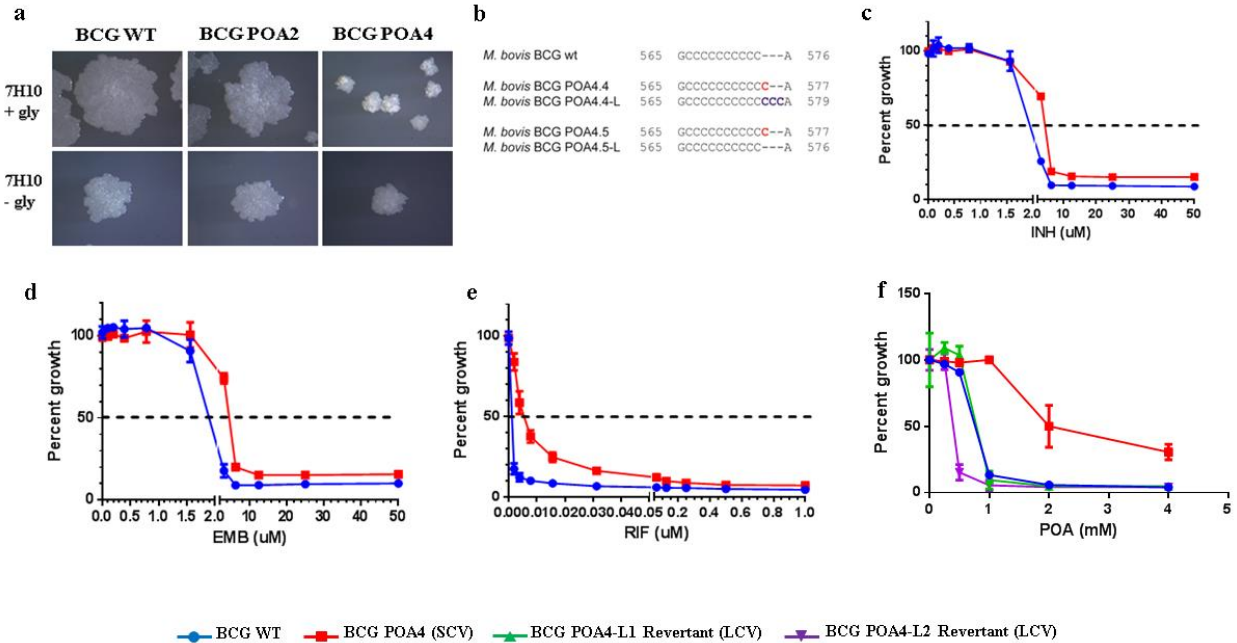 a
BCG WT BCG POA2 BCG POA4
7H10
+ gly
7H10
- gly
b
M. bovis BCG wt 565 GCCCCCCCCCC---A 576
M. bovis BCG POA4.4 565 GCCCCCCCCCCC--A 577
M. bovis BCG POA4.4-L 565 GCCCCCCCCCCCCCA 579
M. bovis BCG POA4.5 565 GCCCCCCCCCCC--A 577
M. bovis BCG POA4.5-L 565 GCCCCCCCCCC---A 576
c
Percent growth
100
50
0
0.0 0.4 0.8 1.2 1.6 2.0 10 20 30 40 50
INH (uM)
d
Percent growth
100
50
0
0.0 0.5 1.0 1.5 2.0 10 20 30 40 50
EMB (uM)
e
Percent growth
100
50
0
0.00 0.01 0.02 0.03 0.04 0.05 0.2 0.4 0.6 0.8 1.0
RIF (uM)
f
Percent growth
150
100
50
0
0 1 2 3 4 5
POA (mM)
BCG WT BCG POA4 (SCV) BCG POA4-L1 Revertant (LCV) BCG POA4-L2 Revertant (LCV)